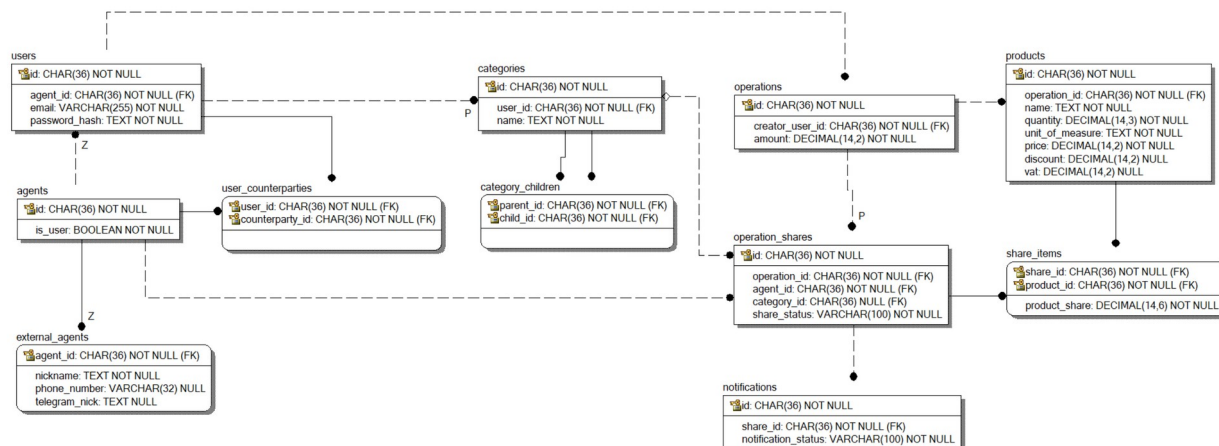 users
id: CHAR(36) NOT NULL
agent_id: CHAR(36) NOT NULL (FK)
email: VARCHAR(255) NOT NULL
password_hash: TEXT NOT NULL
Z
agents
id: CHAR(36) NOT NULL
is_user: BOOLEAN NOT NULL
Z
external_agents
agent_id: CHAR(36) NOT NULL (FK)
nickname: TEXT NOT NULL
phone_number: VARCHAR(32) NULL
telegram_nick: TEXT NULL
user_counterparties
user_id: CHAR(36) NOT NULL (FK)
counterparty_id: CHAR(36) NOT NULL (FK)
categories
id: CHAR(36) NOT NULL
user_id: CHAR(36) NOT NULL (FK)
name: TEXT NOT NULL
P
category_children
parent_id: CHAR(36) NOT NULL (FK)
child_id: CHAR(36) NOT NULL (FK)
operations
id: CHAR(36) NOT NULL
creator_user_id: CHAR(36) NOT NULL (FK)
amount: DECIMAL(14,2) NOT NULL
P
operation_shares
id: CHAR(36) NOT NULL
operation_id: CHAR(36) NOT NULL (FK)
agent_id: CHAR(36) NOT NULL (FK)
category_id: CHAR(36) NULL (FK)
share_status: VARCHAR(100) NOT NULL
notifications
id: CHAR(36) NOT NULL
share_id: CHAR(36) NOT NULL (FK)
notification_status: VARCHAR(100) NOT NULL
products
id: CHAR(36) NOT NULL
operation_id: CHAR(36) NOT NULL (FK)
name: TEXT NOT NULL
quantity: DECIMAL(14,3) NOT NULL
unit_of_measure: TEXT NOT NULL
price: DECIMAL(14,2) NOT NULL
discount: DECIMAL(14,2) NULL
vat: DECIMAL(14,2) NULL
share_items
share_id: CHAR(36) NOT NULL (FK)
product_id: CHAR(36) NOT NULL (FK)
product_share: DECIMAL(14,6) NOT NULL